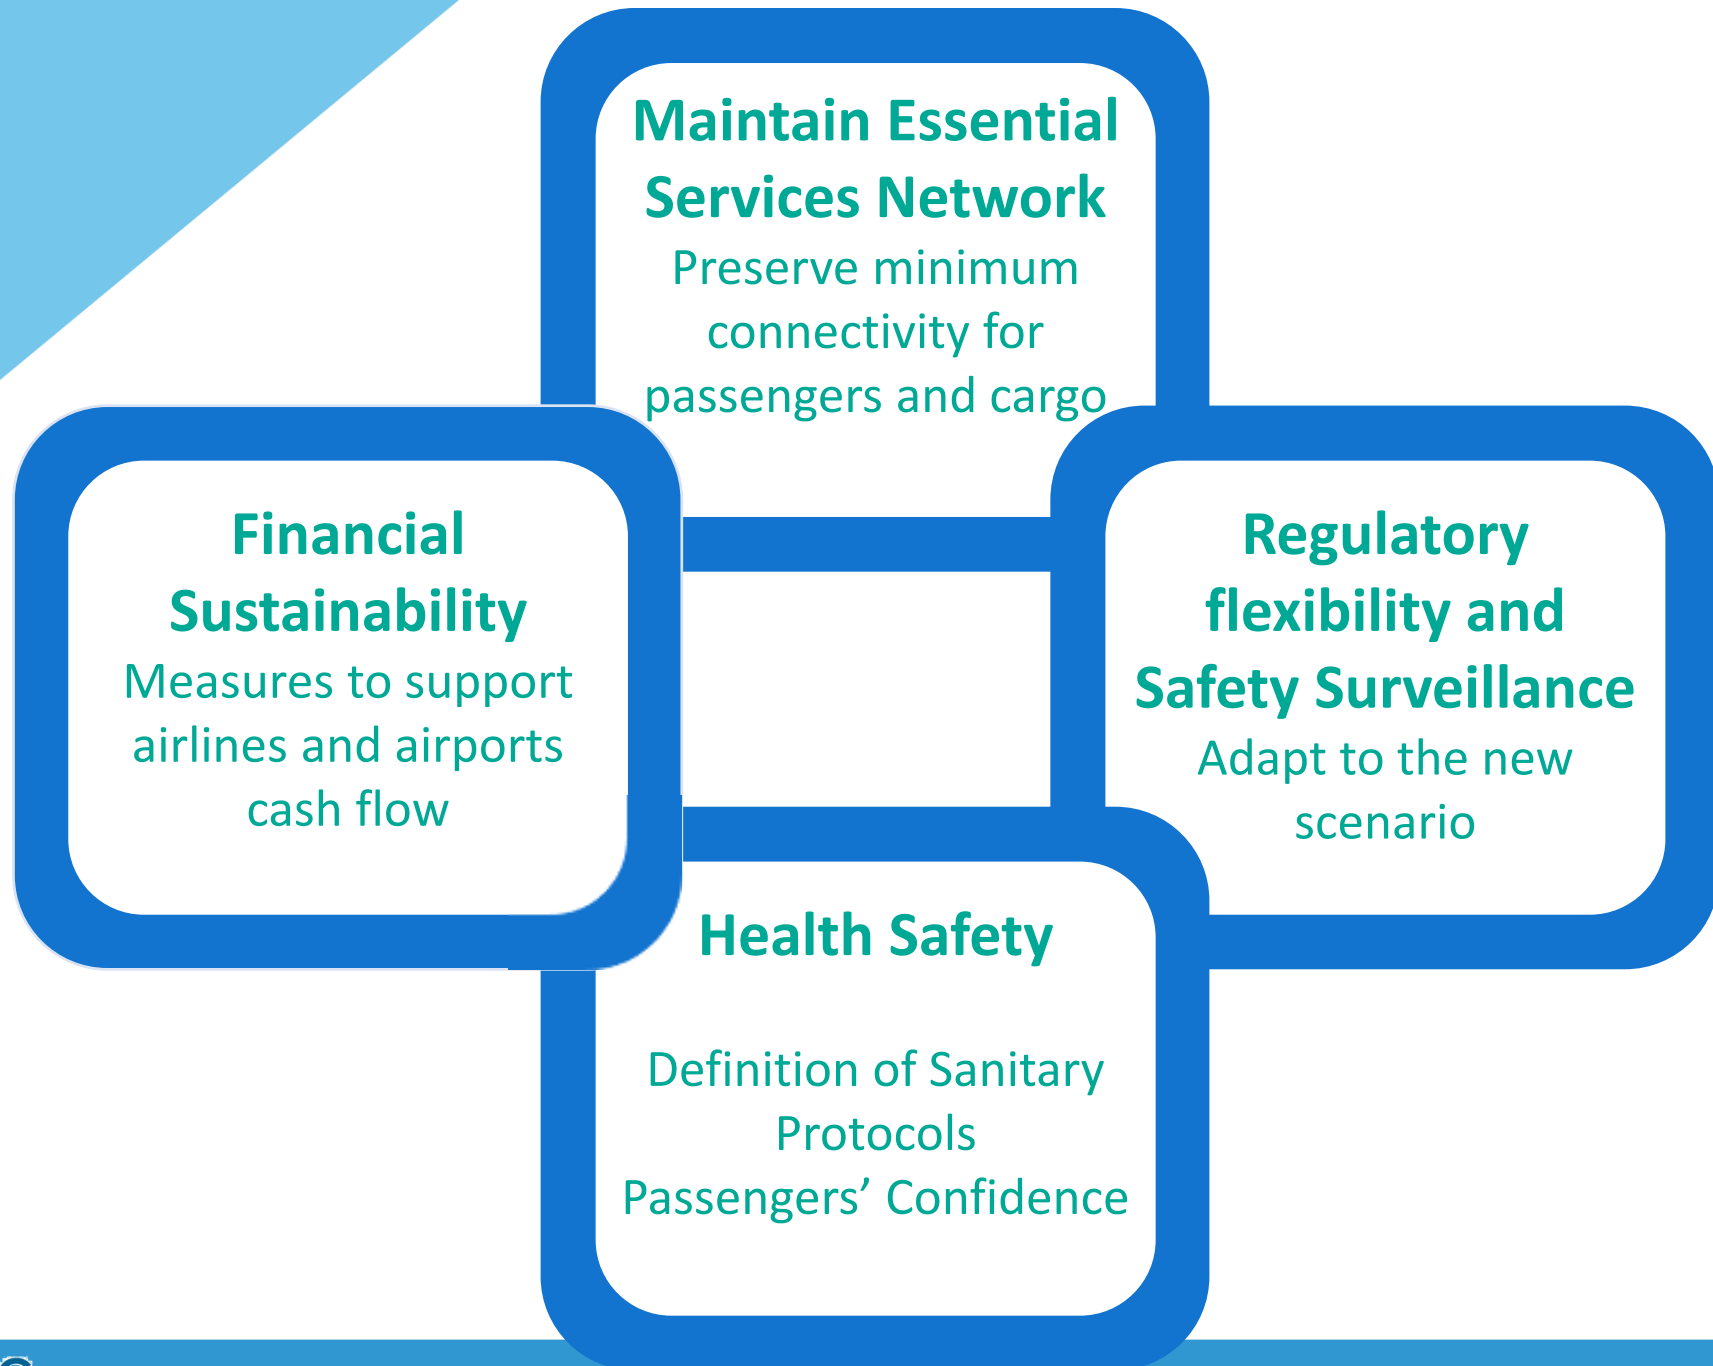 Maintain Essential
Services Network
Preserve minimum
connectivity for
passengers and cargo
Financial
Sustainability
Measures to support
airlines and airports
cash flow
Regulatory
flexibility and
Safety Surveillance
Adapt to the new
scenario
Health Safety
Definition of Sanitary
Protocols
Passengers’ Confidence